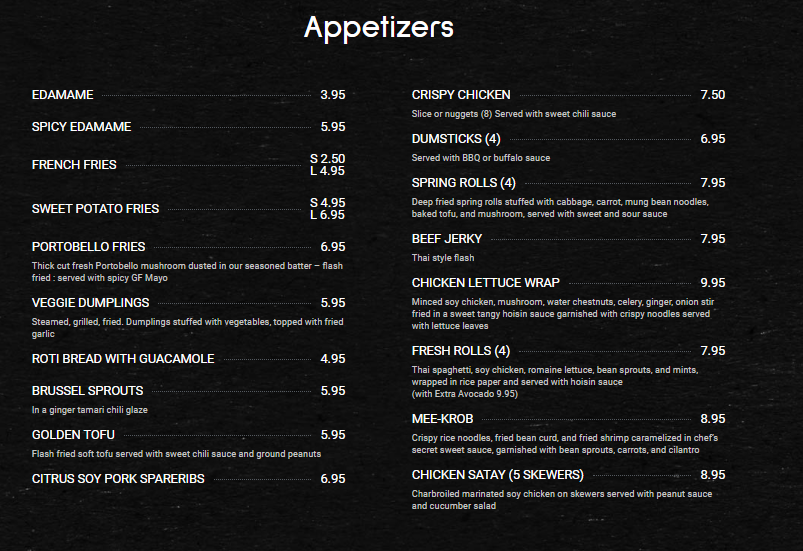 Appetizers
EDAMAME 3.95
SPICY EDAMAME 5.95
FRENCH FRIES S 2.50
L 4.95
SWEET POTATO FRIES S 4.95
L 6.95
PORTOBELLO FRIES 6.95
Thick cut fresh Portobello mushroom dusted in our seasoned batter – flash
fried : served with spicy GF Mayo
VEGGIE DUMPLINGS 5.95
Steamed, grilled, fried. Dumplings stuffed with vegetables, topped with fried
garlic
ROTI BREAD WITH GUACAMOLE 4.95
BRUSSEL SPROUTS 5.95
In a ginger tamari chili glaze
GOLDEN TOFU 5.95
Flash fried soft tofu served with sweet chili sauce and ground peanuts
CITRUS SOY PORK SPARERIBS 6.95
CRISPY CHICKEN 7.50
Slice or nuggets (8) Served with sweet chili sauce
DUMSTICKS (4) 6.95
Served with BBQ or buffalo sauce
SPRING ROLLS (4) 7.95
Deep fried spring rolls stuffed with cabbage, carrot, mung bean noodles,
baked tofu, and mushroom, served with sweet and sour sauce
BEEF JERKY 7.95
Thai style flash
CHICKEN LETTUCE WRAP 9.95
Minced soy chicken, mushroom, water chestnuts, celery, ginger, onion stir
fried in a sweet tangy hoisin sauce garnished with crispy noodles served
with lettuce leaves
FRESH ROLLS (4) 7.95
Thai spaghetti, soy chicken, romaine lettuce, bean sprouts, and mints,
wrapped in rice paper and served with hoisin sauce
(with Extra Avocado 9.95)
MEE-KROB 8.95
Crispy rice noodles, fried bean curd, and fried shrimp caramelized in chef's
secret sweet sauce, garnished with bean sprouts, carrots, and cilantro
CHICKEN SATAY (5 SKEWERS) 8.95
Charbroiled marinated soy chicken on skewers served with peanut sauce
and cucumber salad